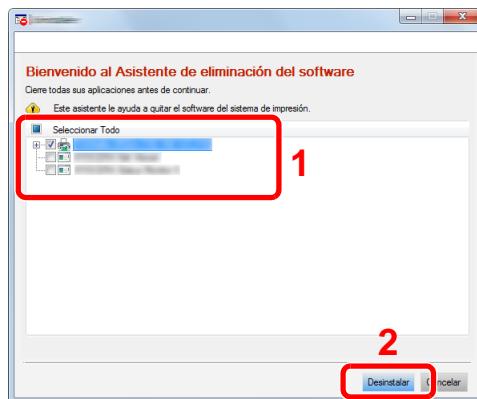 Bienvenido al Asistente de eliminación del software
Cierre todas sus aplicaciones antes de continuar.
Este asistente le ayuda a quitar el software del sistema de impresión.
Seleccionar Todo
1
2
Desinstalar
Cancelar